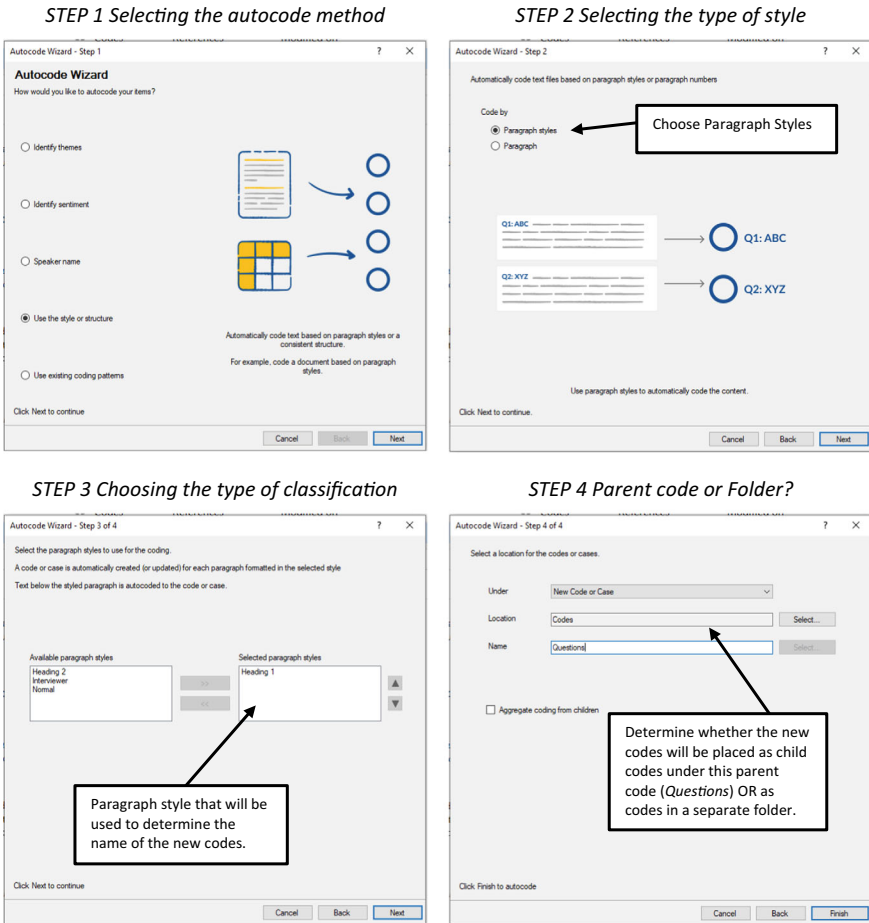 STEP 1 Selecting the autocode method
Autocode Wizard - Step 1
?
×
Autocode Wizard
How would you like to autocode your items?
Identify themes
Identify sentiment
Speaker name
Use the style or structure
Automatically code text based on paragraph styles or a
consistent structure.
For example, code a document based on paragraph
styles.
Use existing coding patterns
Click Next to continue
Cancel
Back
Next
STEP 2 Selecting the type of style
Autocode Wizard - Step 2
?
×
Automatically code text files based on paragraph styles or paragraph numbers
Code by
Paragraph styles
Paragraph
Choose Paragraph Styles
Q1: ABC
Q1: ABC
Q2: XYZ
Q2: XYZ
Use paragraph styles to automatically code the content.
Click Next to continue.
Cancel
Back
Next
STEP 3 Choosing the type of classification
Autocode Wizard - Step 3 of 4
?
×
Select the paragraph styles to use for the coding.
A code or case is automatically created (or updated) for each paragraph formatted in the selected style
Text below the styled paragraph is autocoded to the code or case.
Available paragraph styles
Heading 2
Interviewer
Normal
>>
<<
Selected paragraph styles
Heading 1
Paragraph style that will be
used to determine the
name of the new codes.
Click Next to continue
Cancel
Back
Next
STEP 4 Parent code or Folder?
Autocode Wizard - Step 4 of 4
?
×
Select a location for the codes or cases.
Under
New Code or Case
Location
Codes
Select...
Name
Questions
Select...
Aggregate coding from children
Determine whether the new
codes will be placed as child
codes under this parent
code (Questions) OR as
codes in a separate folder.
Click Finish to autocode
Cancel
Back
Finish